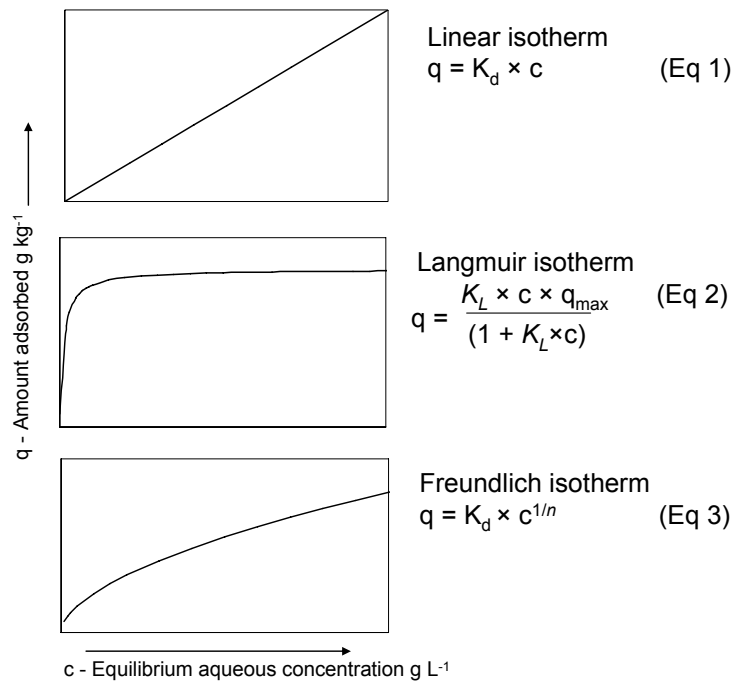 Linear isotherm
q = K_d × c (Eq 1)
Langmuir isotherm
q = K_L × c × q_max / (1 + K_L×c) (Eq 2)
Freundlich isotherm
q = K_d × c^1/n (Eq 3)
q - Amount adsorbed g kg⁻¹
c - Equilibrium aqueous concentration g L⁻¹